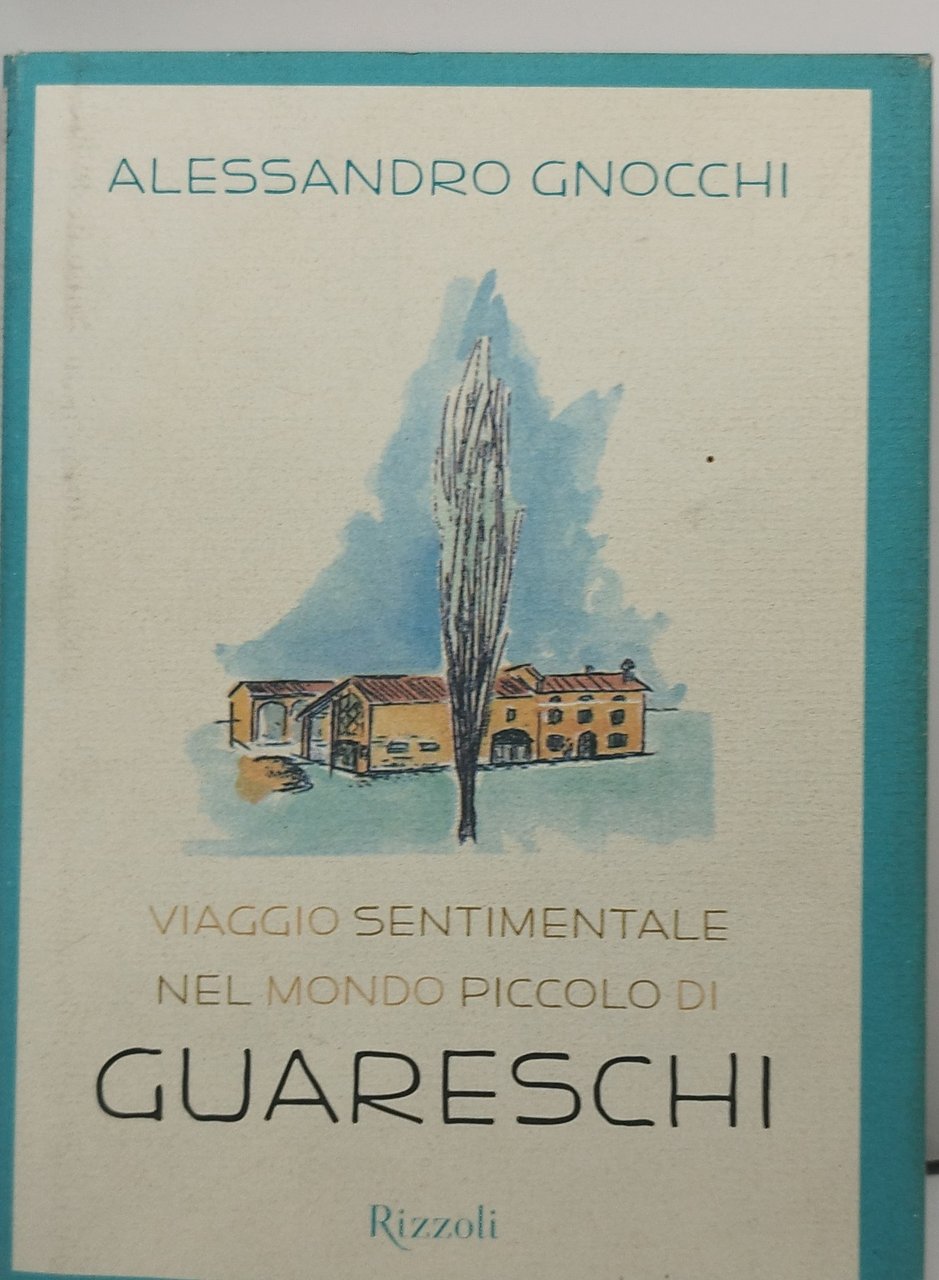 ALESSANDRO GNOCCHI
VIAGGIO SENTIMENTALE
NEL MONDO PICCOLO DI
GUARESCHI
Rizzoli